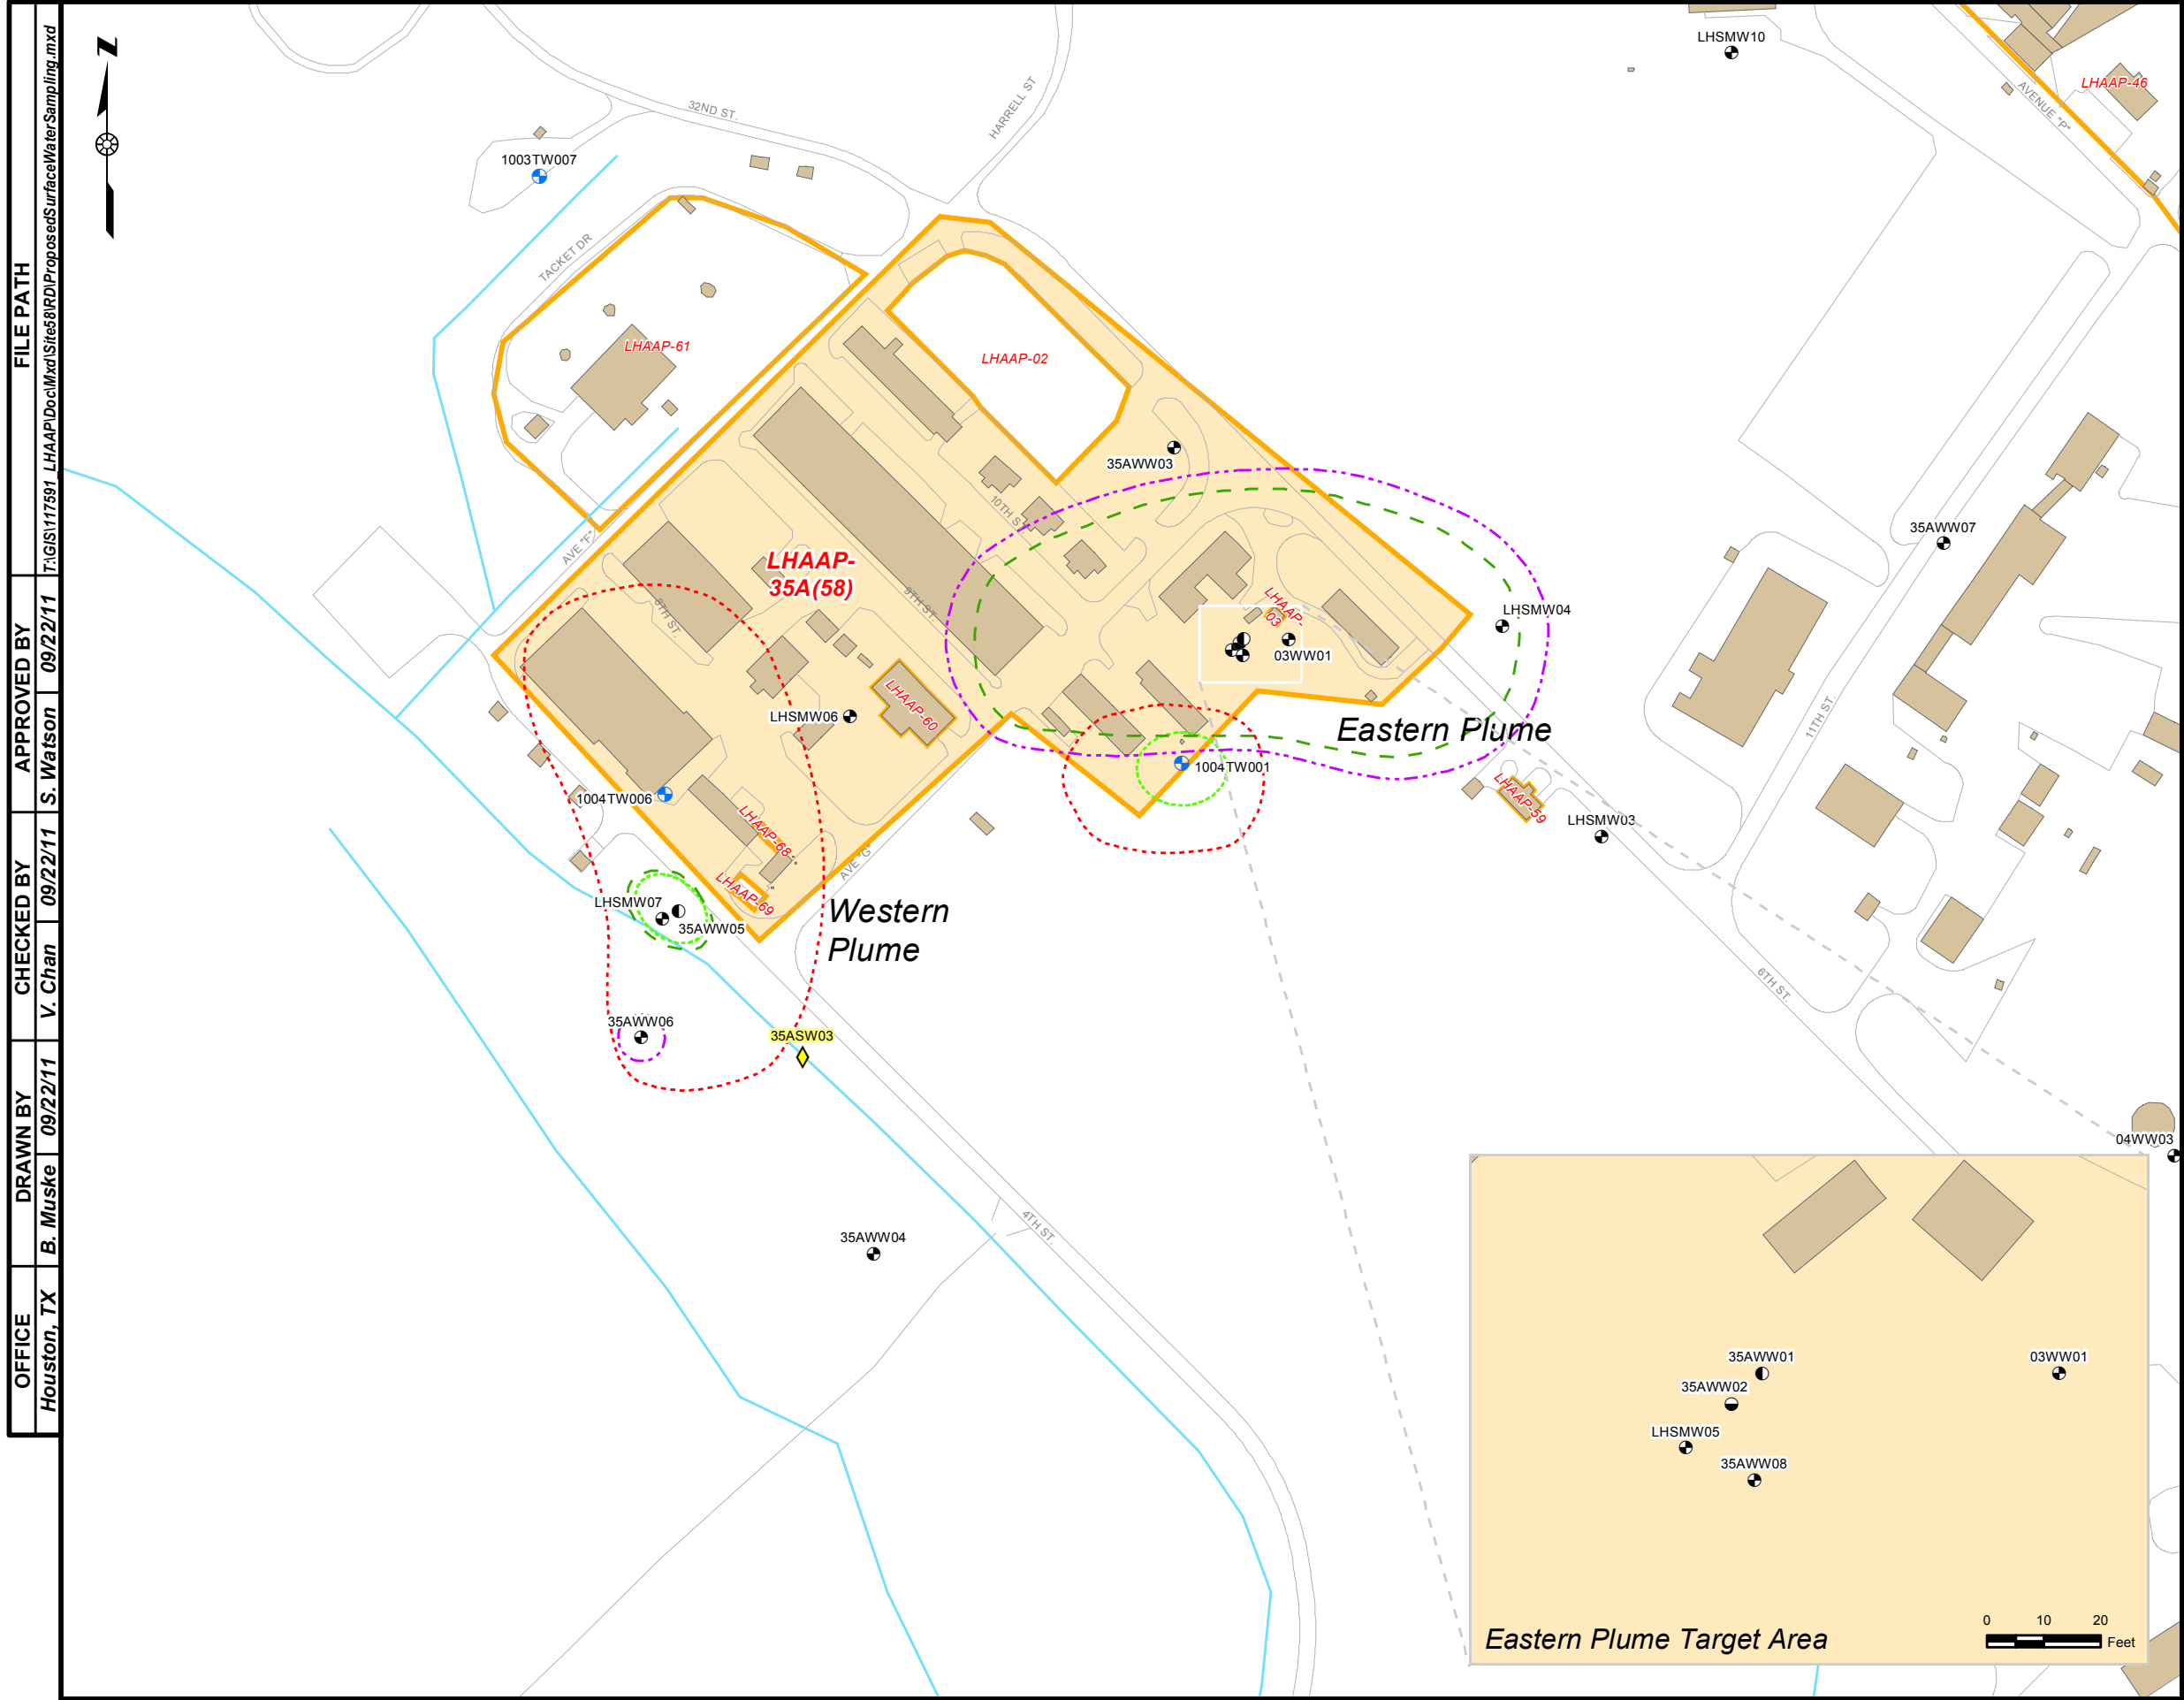 FILE PATH
T:\GIS\117591_LHAAP\Doc\Mxd\Site58\RD\ProposedSurfaceWaterSampling.mxd
APPROVED BY
S. Watson 09/22/11
CHECKED BY
V. Chan 09/22/11
DRAWN BY
B. Muske 09/22/11
OFFICE
Houston, TX
N
LHSMW10
LHAAP-46
AVENUE "P"
32ND ST.
HARRELL ST
1003TW007
TACKET DR
LHAAP-61
LHAAP-02
35AWW03
10TH ST.
35AWW07
AVE "F"
LHAAP-
35A(58)
8TH ST.
9TH ST.
LHAAP-
03
LHSMW04
03WW01
LHAAP-60
LHSMW06
Eastern Plume
11TH ST.
1004TW001
1004TW006
LHAAP-59
LHSMW03
LHAAP-68
AVE "G"
LHAAP-69
LHSMW07
35AWW05
Western
Plume
6TH ST.
35AWW06
35ASW03
04WW03
4TH ST.
35AWW04
35AWW01
03WW01
35AWW02
LHSMW05
35AWW08
0 10 20
Feet
Eastern Plume Target Area